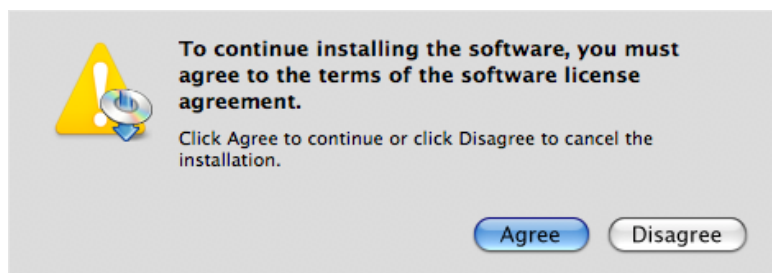 To continue installing the software, you must
agree to the terms of the software license
agreement.
Click Agree to continue or click Disagree to cancel the
installation.
Agree
Disagree